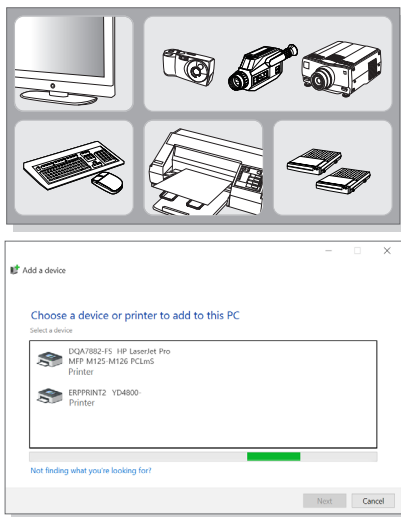 Add a device
Choose a device or printer to add to this PC
Select a device
DQA7882-F5 HP LaserJet Pro
MFP M125-M126 PCLmS
Printer
ERPPRINT2 YD4800-
Printer
Not finding what you're looking for?
Next
Cancel